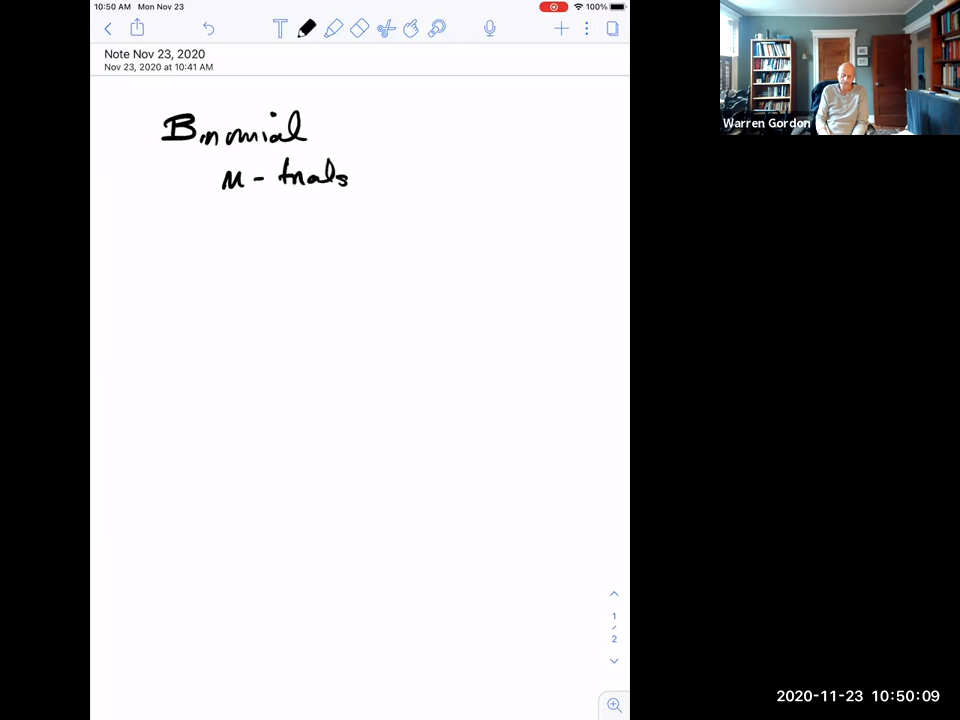 10:50 AM Mon Nov 23
100%
T
Note Nov 23, 2020
Nov 23, 2020 at 10:41 AM
Binomial
n - trials
1
/
2
Warren Gordon
2020-11-23 10:50:09